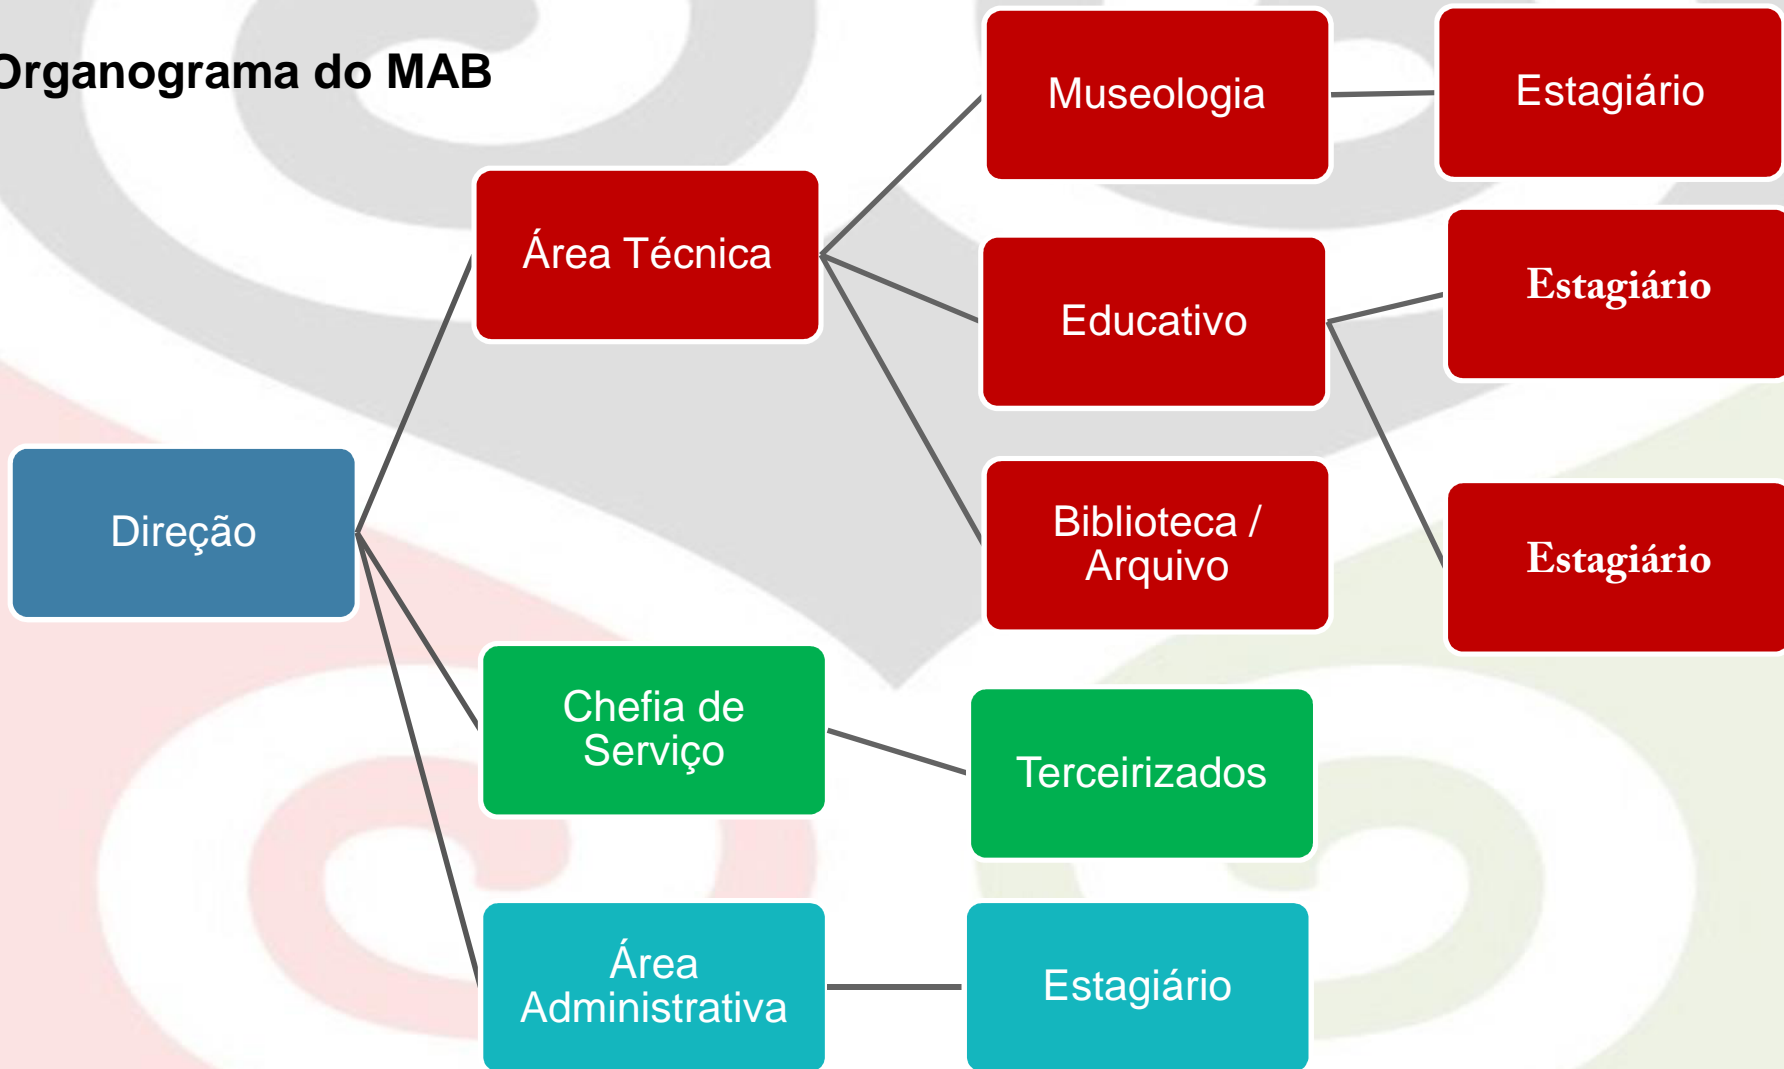 Organograma do MAB
Museologia
Estagiário
Área Técnica
Educativo
Estagiário
Direção
Biblioteca /
Arquivo
Estagiário
Chefia de
Serviço
Terceirizados
Área
Administrativa
Estagiário